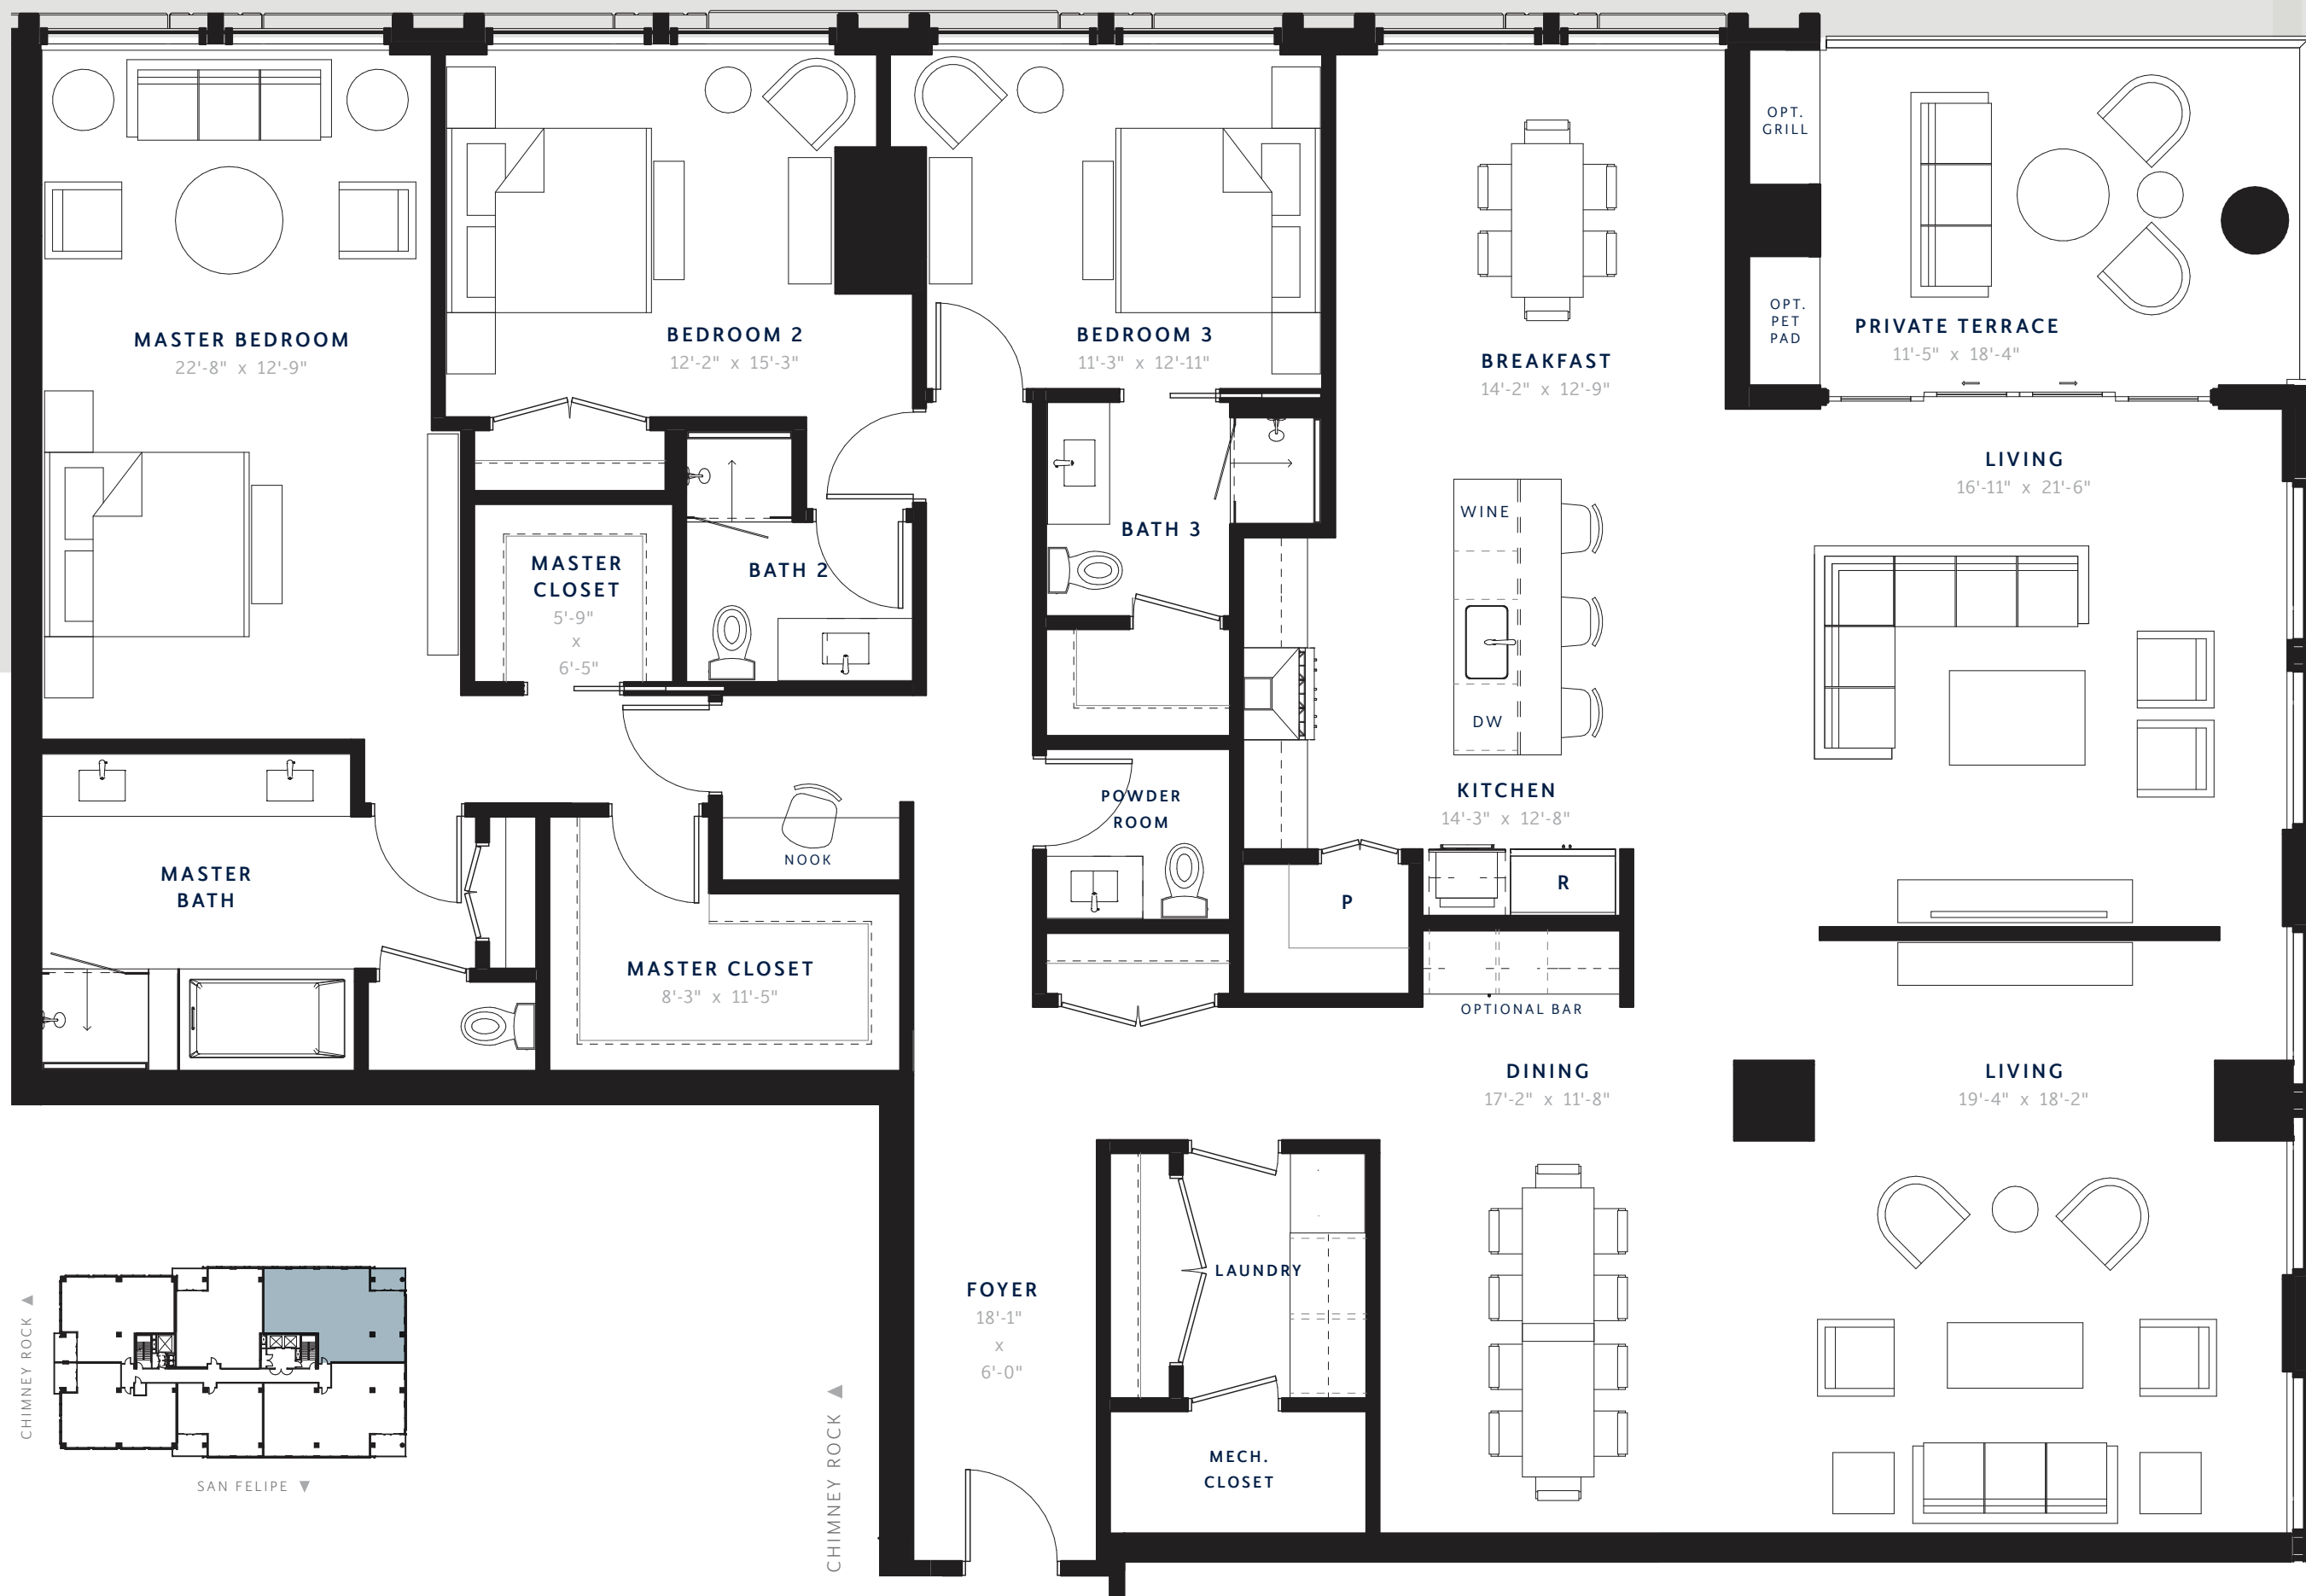 OPT.
GRILL
OPT.
PET
PAD
PRIVATE TERRACE
11'-5" x 18'-4"
MASTER BEDROOM
22'-8" x 12'-9"
BEDROOM 2
12'-2" x 15'-3"
BEDROOM 3
11'-3" x 12'-11"
BREAKFAST
14'-2" x 12'-9"
LIVING
16'-11" x 21'-6"
WINE
BATH 3
MASTER
CLOSET
5'-9"
x
6'-5"
BATH 2
DW
KITCHEN
14'-3" x 12'-8"
POWDER
ROOM
NOOK
MASTER
BATH
R
P
MASTER CLOSET
8'-3" x 11'-5"
OPTIONAL BAR
DINING
17'-2" x 11'-8"
LIVING
19'-4" x 18'-2"
LAUNDRY
FOYER
18'-1"
x
6'-0"
MECH.
CLOSET
CHIMNEY ROCK
SAN FELIPE
CHIMNEY ROCK